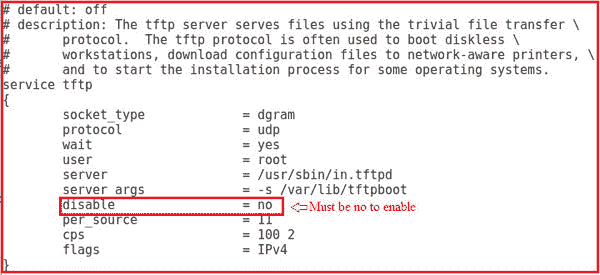 # default: off
# description: The tftp server serves files using the trivial file transfer \
#       protocol.  The tftp protocol is often used to boot diskless \
#       workstations, download configuration files to network-aware printers, \
#       and to start the installation process for some operating systems.
service tftp
{
        socket_type             = dgram
        protocol                = udp
        wait                    = yes
        user                    = root
        server                  = /usr/sbin/in.tftpd
        server_args             = -s /var/lib/tftpboot
        disable                 = no ⇐Must be no to enable
        per_source              = 11
        cps                     = 100 2
        flags                   = IPv4
}